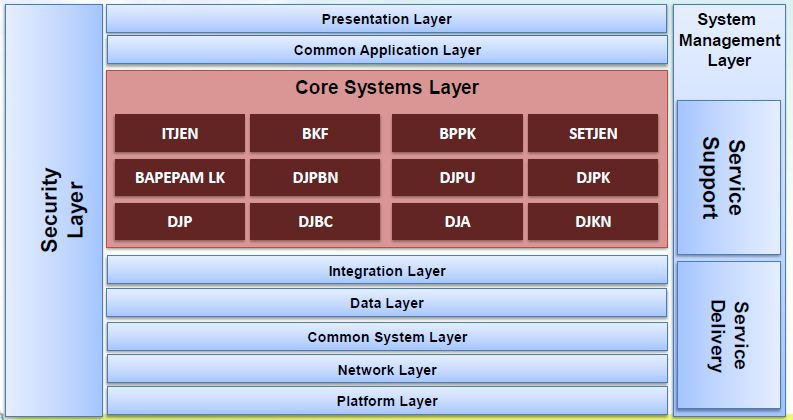 Security
Layer
Presentation Layer
Common Application Layer
Core Systems Layer
ITJEN
BKF
BPPK
SETJEN
BAPEPAM LK
DJPBN
DJPU
DJPK
DJP
DJBC
DJA
DJKN
Integration Layer
Data Layer
Common System Layer
Network Layer
Platform Layer
System
Management
Layer
Service
Support
Service
Delivery